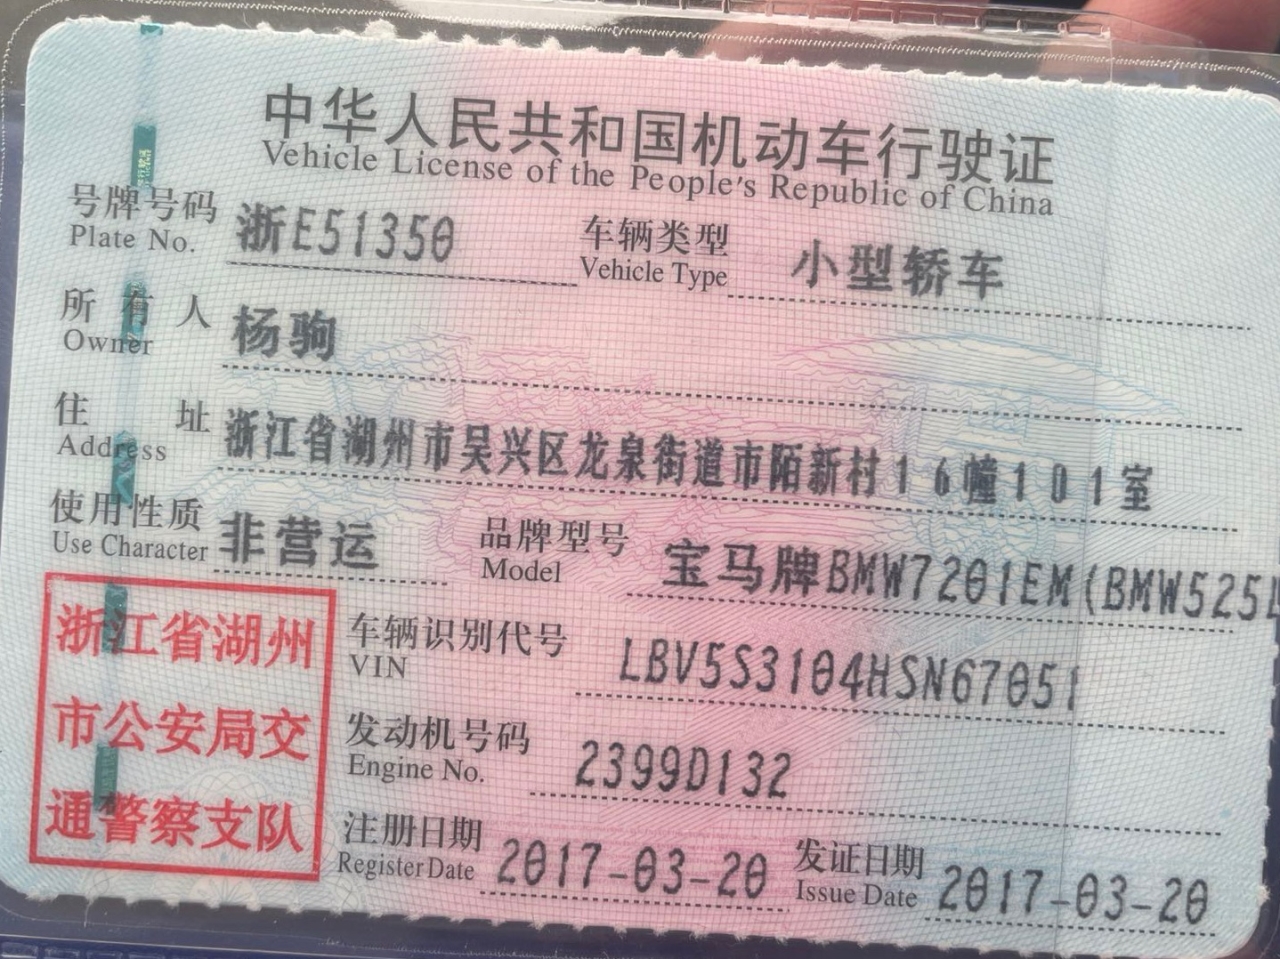 中华人民共和国机动车行驶证
Vehicle License of the People's Republic of China
号牌号码 浙E51350 车辆类型 小型轿车
Plate No. Vehicle Type
所有人 杨驹
Owner
住址 浙江省湖州市吴兴区龙泉街道市陌新村16幢101室
Address
使用性质 非营运 品牌型号 宝马牌BMW7201EM(BMW525L
Use Character Model
浙江省湖州
市公安局交
通警察支队
车辆识别代号 LBV5S3104HSN67051
VIN
发动机号码 2399D132
Engine No.
注册日期 2017-03-20 发证日期 2017-03-20
Register Date Issue Date